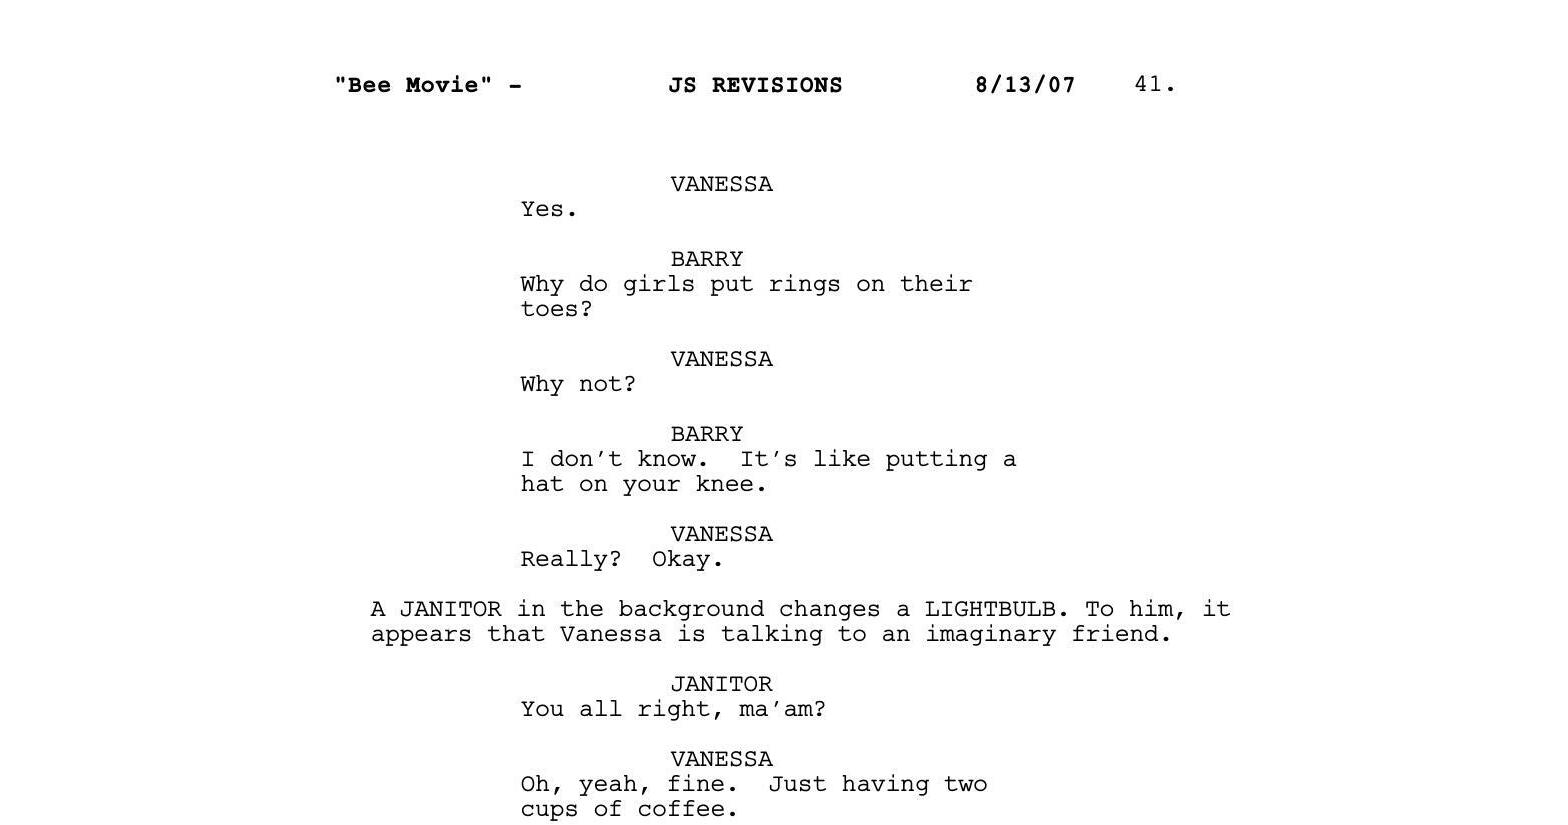 "Bee Movie" - JS REVISIONS 8/13/07 41.
VANESSA
Yes.
BARRY
Why do girls put rings on their
toes?
VANESSA
Why not?
BARRY
I don't know.  It's like putting a
hat on your knee.
VANESSA
Really?  Okay.
A JANITOR in the background changes a LIGHTBULB. To him, it
appears that Vanessa is talking to an imaginary friend.
JANITOR
You all right, ma'am?
VANESSA
Oh, yeah, fine.  Just having two
cups of coffee.